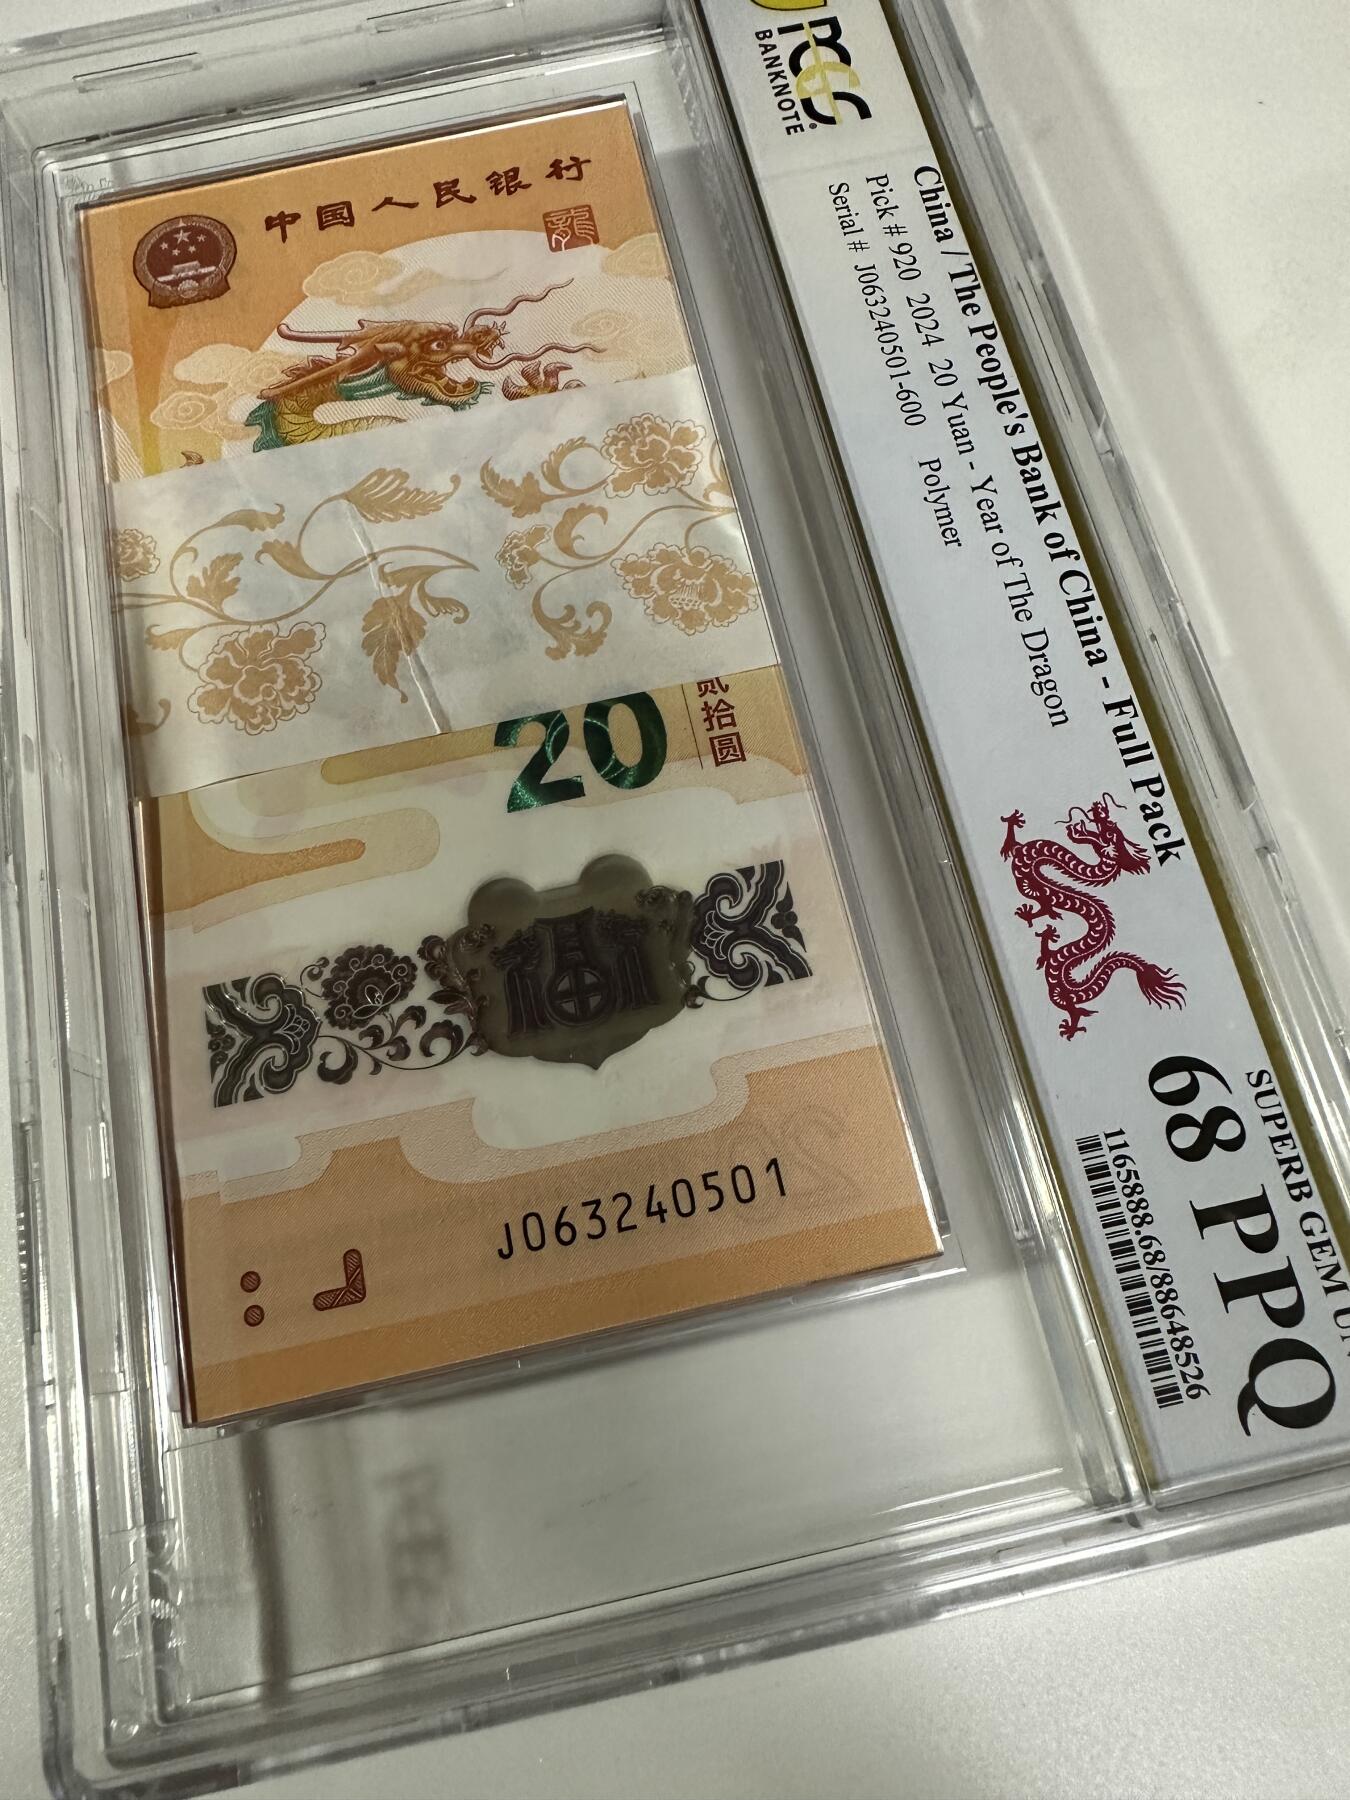 中国人民银行
龍
20
贰拾圆
J063240501
PCGS
BANKNOTE
China / The People's Bank of China - Full Pack
Pick # 920 2024 20 Yuan - Year of The Dragon
Serial # J063240501-600 Polymer
SUPERB GEM UN
68 PPQ
1165888.68/88648526